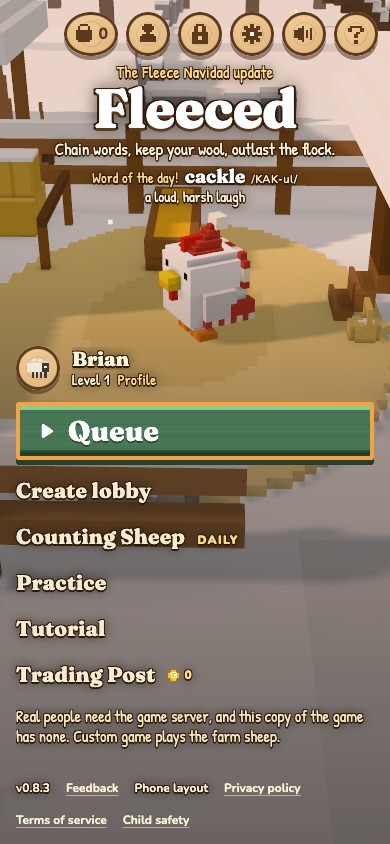 0
The Fleece Navidad update
Fleeced
Chain words, keep your wool, outlast the flock.
Word of the day! cackle /KAK-ul/
a loud, harsh laugh
Brian
Level 1 Profile
Queue
Create lobby
Counting Sheep DAILY
Practice
Tutorial
Trading Post 0
Real people need the game server, and this copy of the game
has none. Custom game plays the farm sheep.
v0.8.3 Feedback Phone layout Privacy policy
Terms of service Child safety